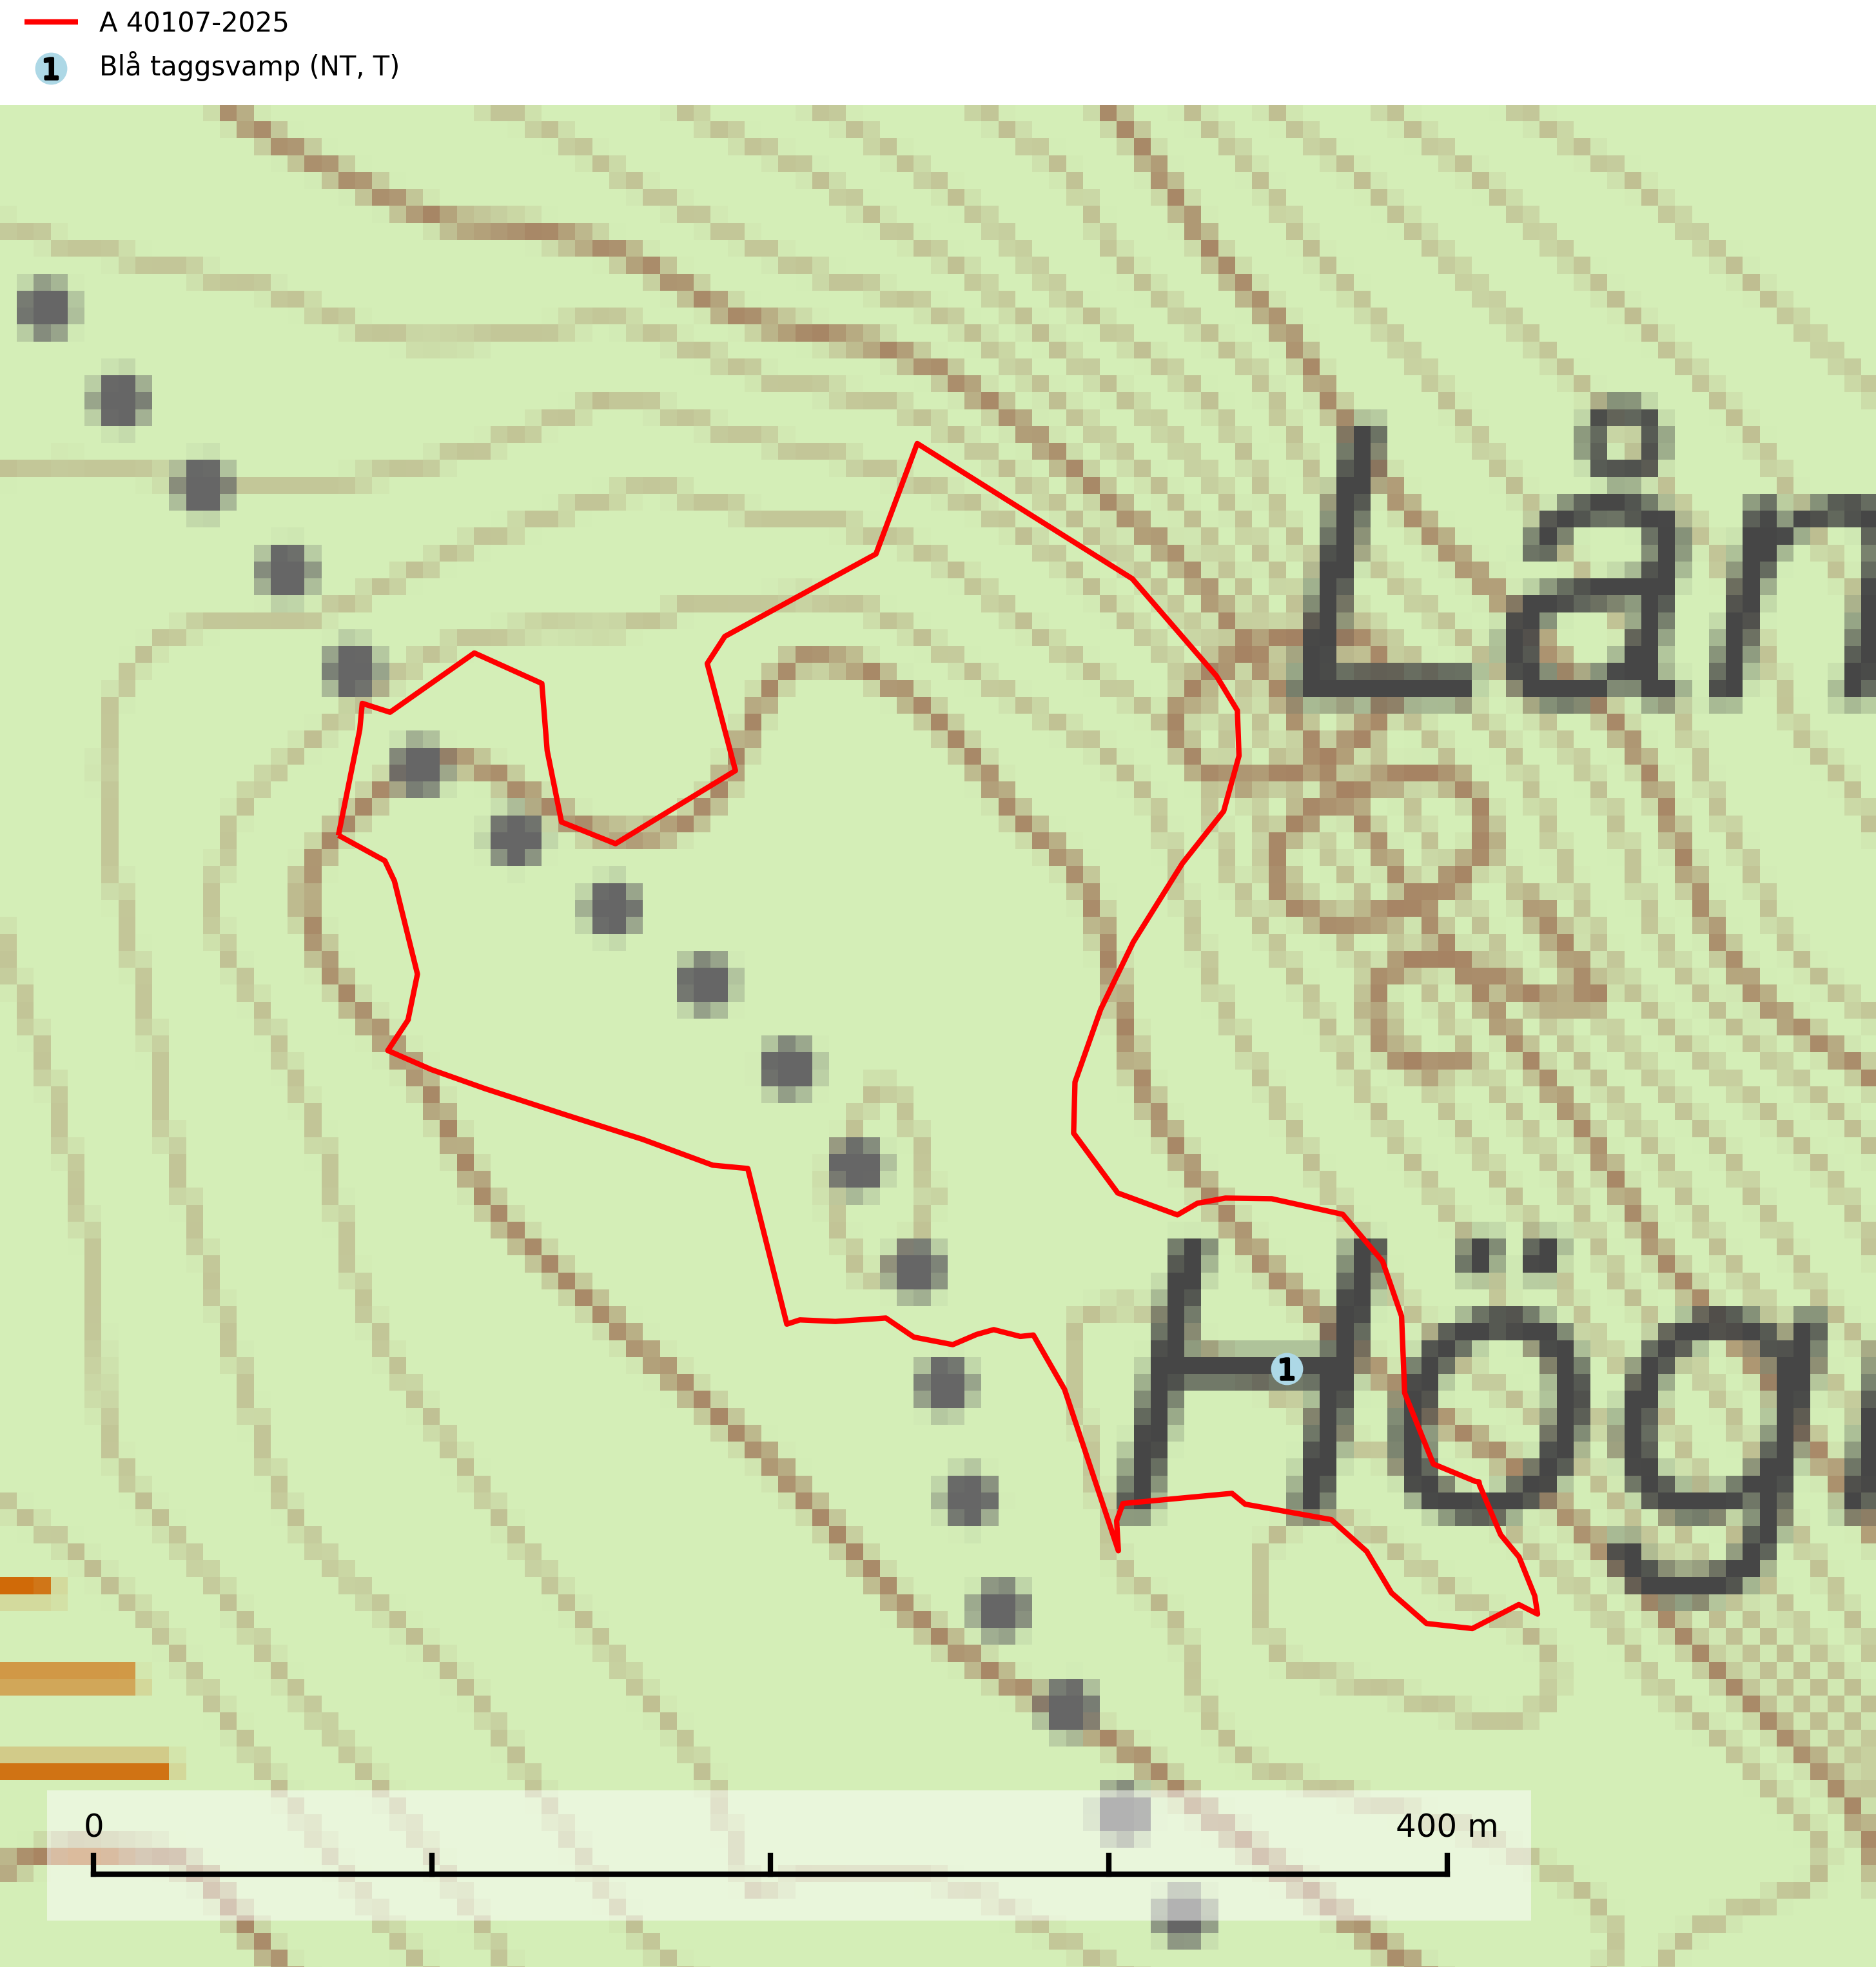 A 40107-2025
1 Blå taggsvamp (NT, T)
Lån
Hög
1
0 400 m